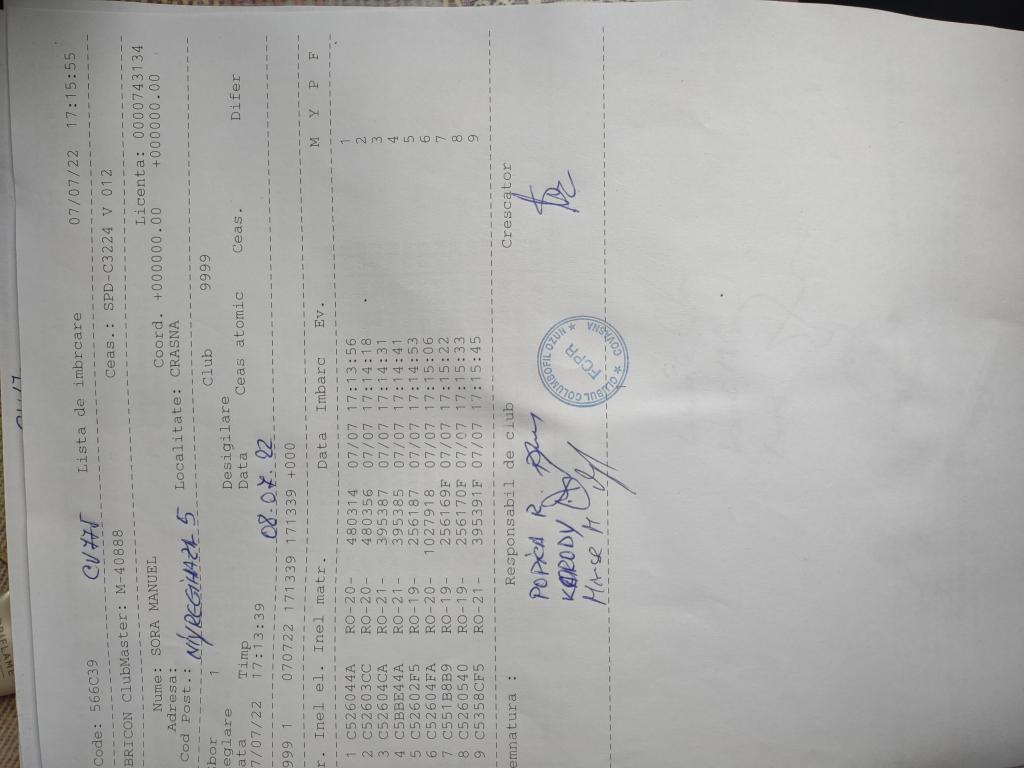 Code: 566C39 CV775 Lista de imbrcare 07/07/22 17:15:55
BRICON ClubMaster: M-40888 Ceas.: SPD-C3224 V 012
Licenta: 0000743134
Nume: SORA MANUEL Coord. +000000.00 +000000.00
Adresa:
cod Post.: Localitate: CRASNA
NYREGIHAZA 5
1 Club 9999
Desigilare
Timp Data Ceas atomic Ceas. Difer
7/07/22 17:13:39 08.07.22
999 1 070722 171339 171339 +000
r. Inel el. Inel matr. Data Imbarc Ev. M Y P F
1 C526044A RO-20- 480314 07/07 17:13:56 1
2 C52603CC RO-20- 480356 07/07 17:14:18 2
3 C52604CA RO-21- 395387 07/07 17:14:31 3
4 C5BBE44A RO-21- 395385 07/07 17:14:41 4
5 C52602F5 RO-19- 256187 07/07 17:14:53 5
6 C52604FA RO-20- 1027918 07/07 17:15:06 6
7 C551B8B9 RO-19- 256169F 07/07 17:15:22 7
8 C5260540 RO-19- 256170F 07/07 17:15:33 8
9 C5358CF5 RO-21- 395391F 07/07 17:15:45 9
emnatura : Responsabil de club Crescator
POPICA R.
KARODY
FCPR
COVASNA